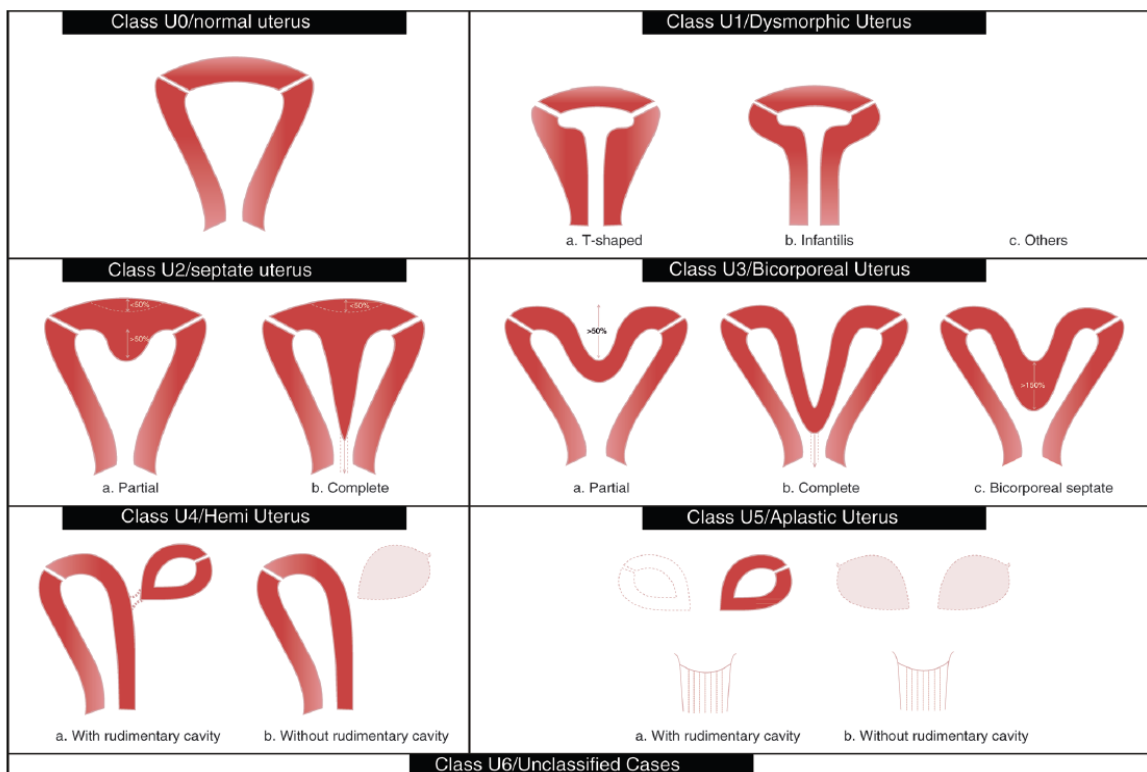 Class U0/normal uterus
Class U1/Dysmorphic Uterus
a. T-shaped
b. Infantilis
c. Others
Class U2/septate uterus
<50%
>50%
<50%
a. Partial
b. Complete
Class U3/Bicorporeal Uterus
>50%
>150%
a. Partial
b. Complete
c. Bicorporeal septate
Class U4/Hemi Uterus
a. With rudimentary cavity
b. Without rudimentary cavity
Class U5/Aplastic Uterus
a. With rudimentary cavity
b. Without rudimentary cavity
Class U6/Unclassified Cases